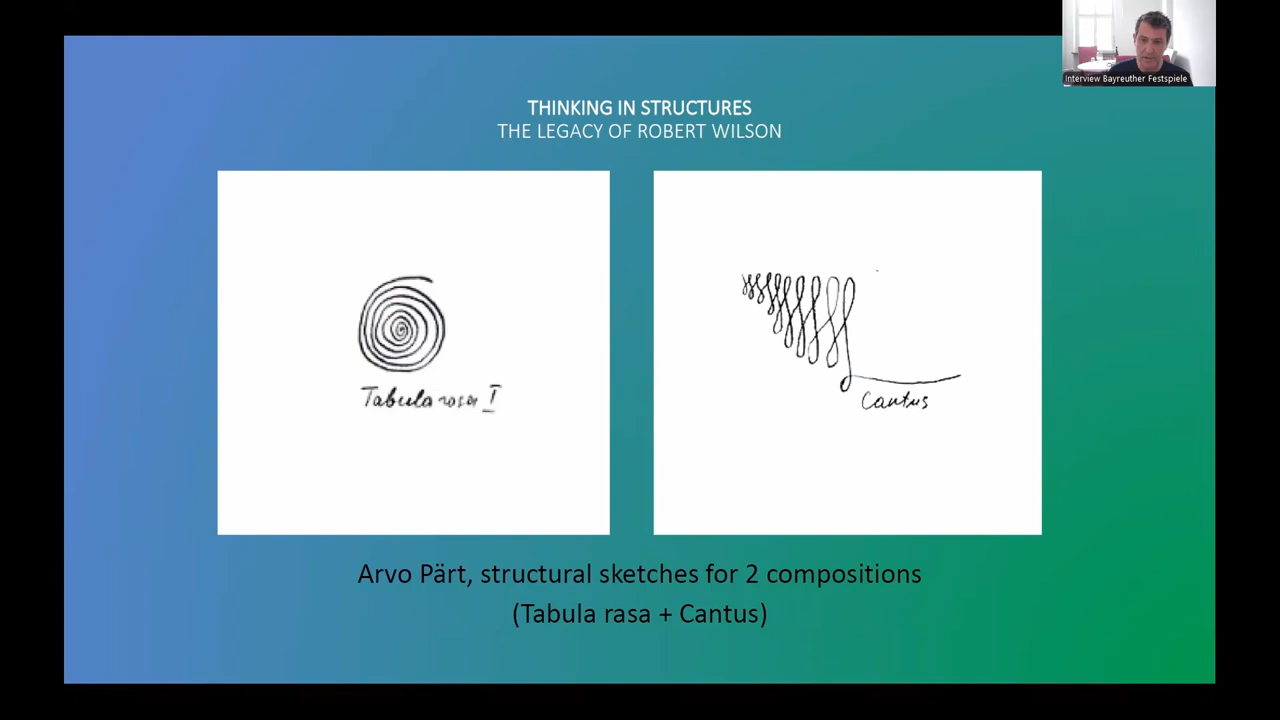 Interview Bayreuther Festspiele
THINKING IN STRUCTURES
THE LEGACY OF ROBERT WILSON
Tabula rasa I
Cantus
Arvo Pärt, structural sketches for 2 compositions
(Tabula rasa + Cantus)